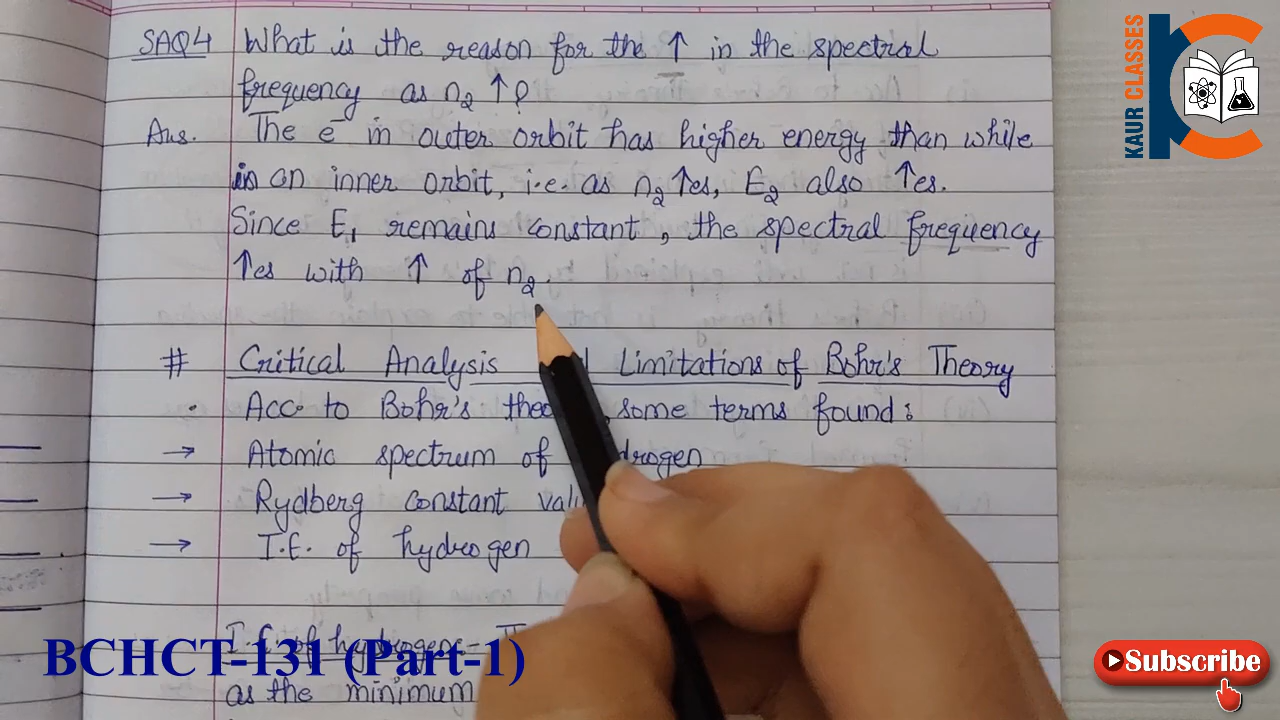 SAQ4 What is the reason for the ↑ in the spectral
frequency as n₂ ↑ ?
Ans. The e⁻ in outer orbit has higher energy than while
in an inner orbit, i.e. as n₂ ↑es, E₂ also ↑es.
Since E₁ remains constant, the spectral frequency
↑es with ↑ of n₂.
# Critical Analysis Limitations of Bohr's Theory
Acc. to Bohr's , some terms found :
→ Atomic spectrum of
→ Rydberg constant
→ I.E. of hydrogen
I.E. of hydrogen -
as the minimum
KAUR CLASSES
BCHCT-131 (Part-1)
Subscribe